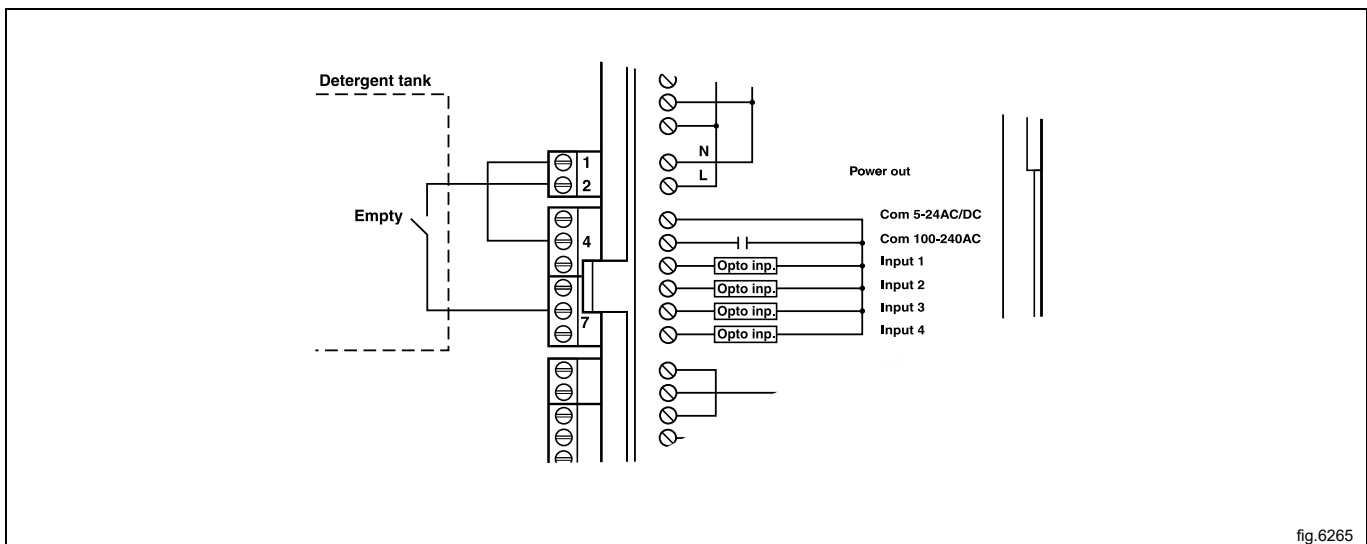 Detergent tank
Empty
1
2
4
7
N
L
Power out
Com 5-24AC/DC
Com 100-240AC
Opto inp. Input 1
Opto inp. Input 2
Opto inp. Input 3
Opto inp. Input 4
fig.6265